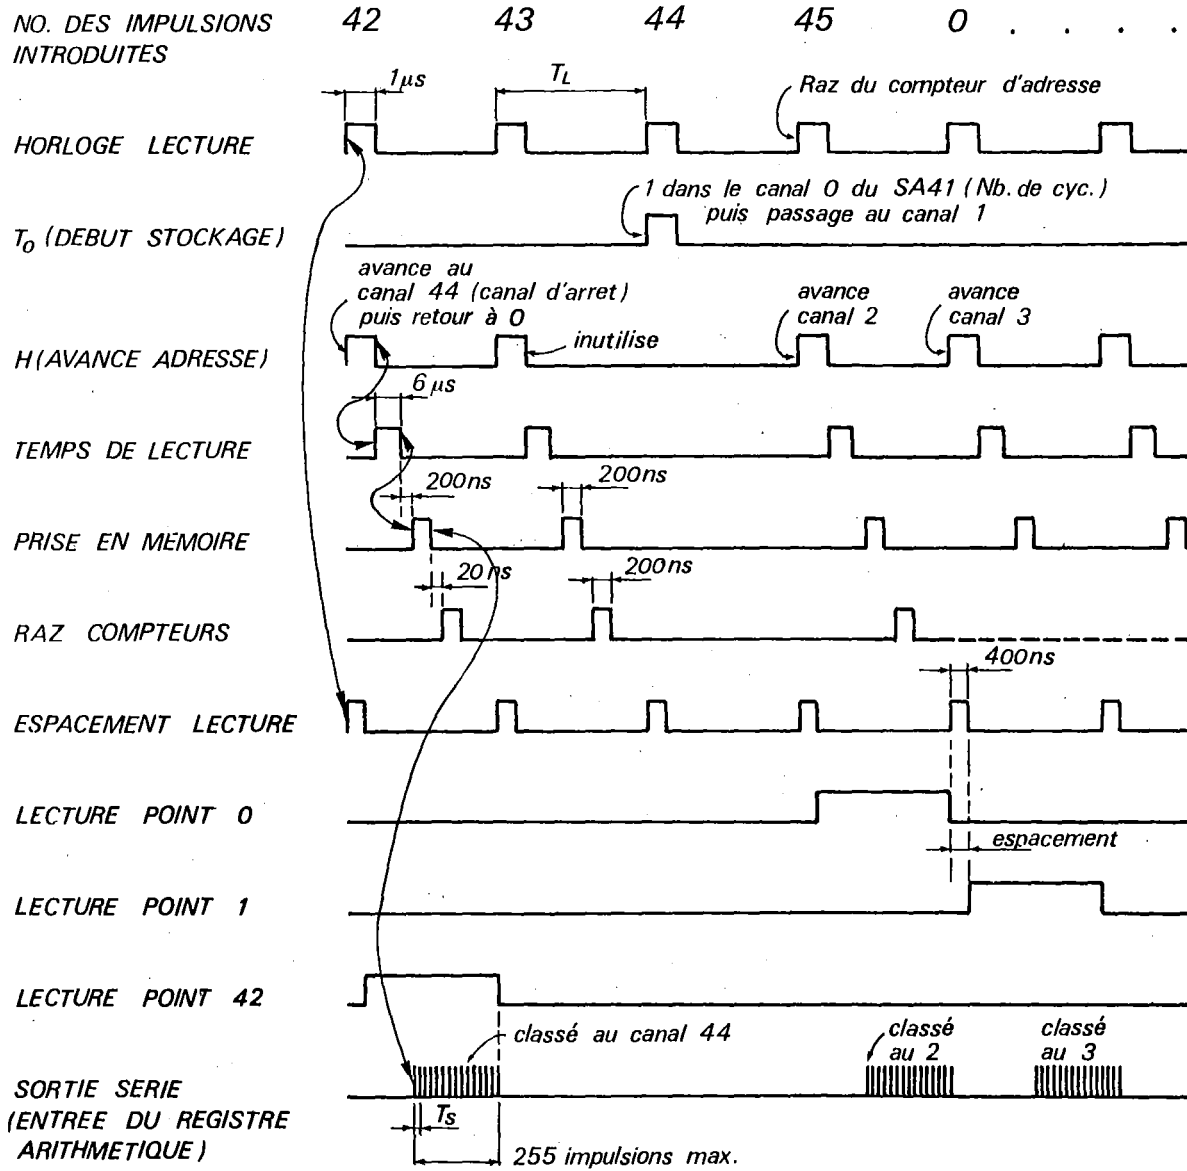 NO. DES IMPULSIONS
INTRODUITES
42 43 44 45 0 . . . .
1μs
T_L
Raz du compteur d'adresse
HORLOGE LECTURE
1 dans le canal 0 du SA41 (Nb. de cyc.)
puis passage au canal 1
T_o (DEBUT STOCKAGE)
avance au
canal 44 (canal d'arret)
puis retour à 0
inutilise
avance
canal 2
avance
canal 3
H (AVANCE ADRESSE)
6 μs
TEMPS DE LECTURE
200ns
200ns
PRISE EN MEMOIRE
20ns
200ns
RAZ COMPTEURS
400ns
ESPACEMENT LECTURE
LECTURE POINT 0
espacement
LECTURE POINT 1
LECTURE POINT 42
classé au canal 44
classé
au 2
classé
au 3
SORTIE SERIE
(ENTREE DU REGISTRE
ARITHMETIQUE)
T_S
255 impulsions max.